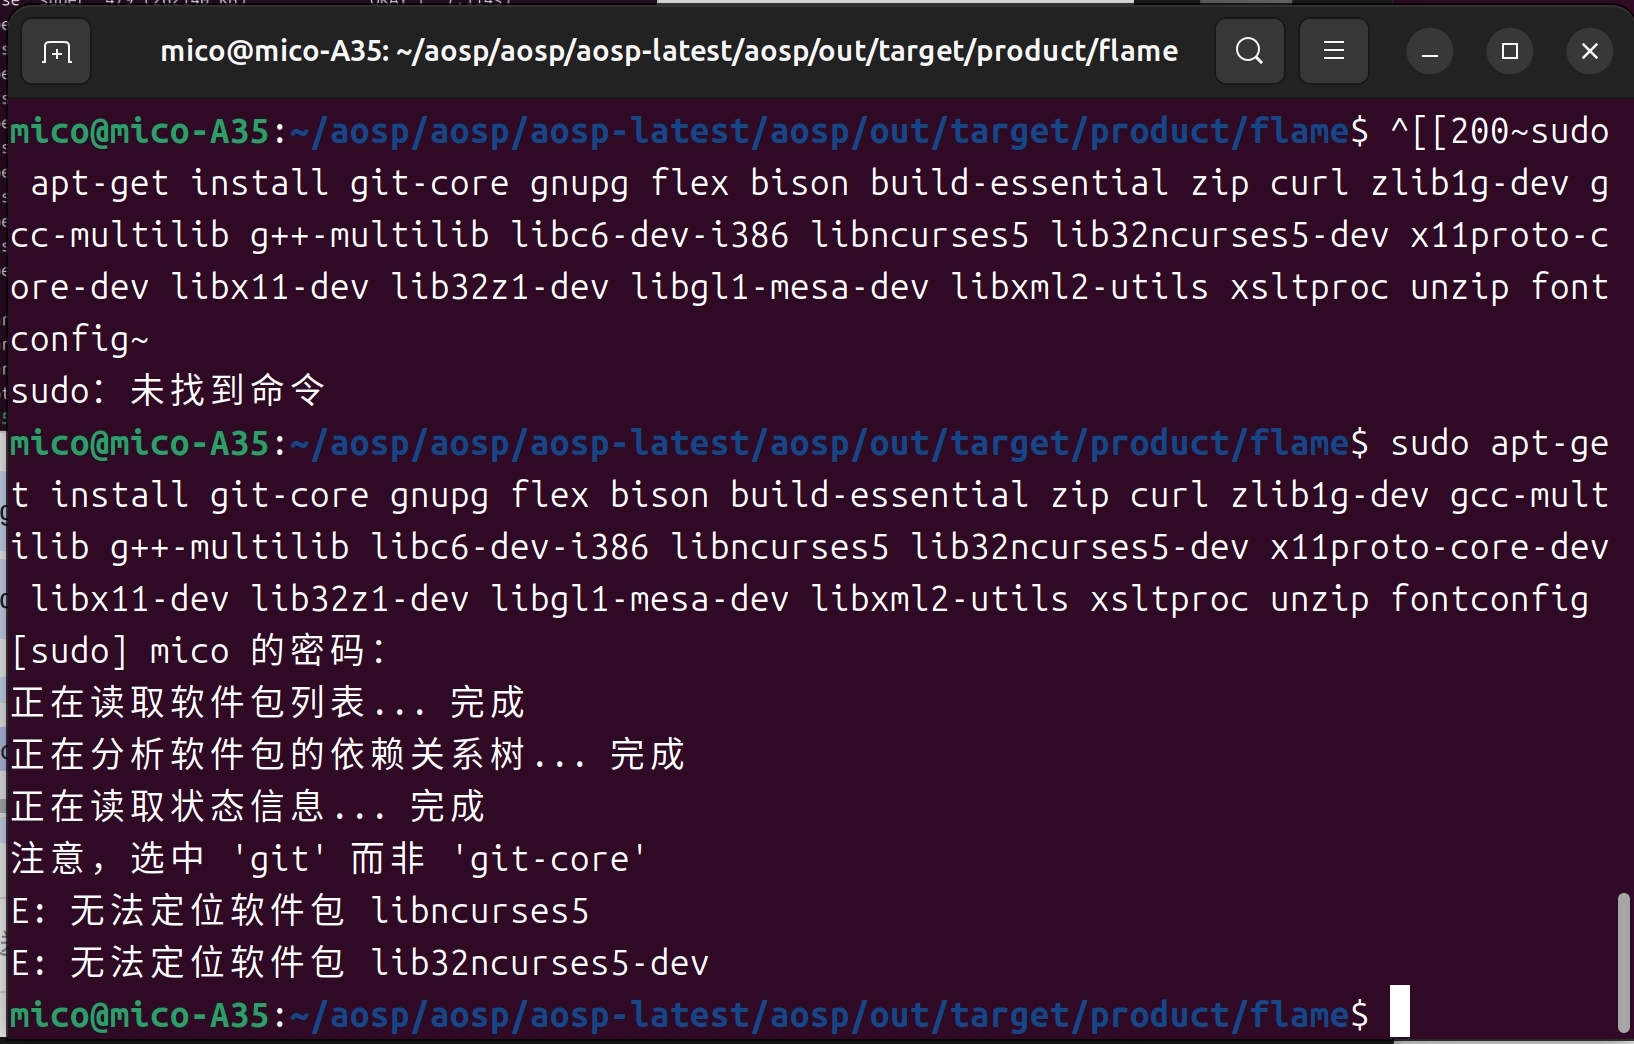 mico@mico-A35: ~/aosp/aosp/aosp-latest/aosp/out/target/product/flame
mico@mico-A35:~/aosp/aosp/aosp-latest/aosp/out/target/product/flame$ ^[[200~sudo
 apt-get install git-core gnupg flex bison build-essential zip curl zlib1g-dev g
cc-multilib g++-multilib libc6-dev-i386 libncurses5 lib32ncurses5-dev x11proto-c
ore-dev libx11-dev lib32z1-dev libgl1-mesa-dev libxml2-utils xsltproc unzip font
config~
sudo：未找到命令
mico@mico-A35:~/aosp/aosp/aosp-latest/aosp/out/target/product/flame$ sudo apt-ge
t install git-core gnupg flex bison build-essential zip curl zlib1g-dev gcc-mult
ilib g++-multilib libc6-dev-i386 libncurses5 lib32ncurses5-dev x11proto-core-dev
 libx11-dev lib32z1-dev libgl1-mesa-dev libxml2-utils xsltproc unzip fontconfig
[sudo] mico 的密码：
正在读取软件包列表... 完成
正在分析软件包的依赖关系树... 完成
正在读取状态信息... 完成
注意，选中 'git' 而非 'git-core'
E: 无法定位软件包 libncurses5
E: 无法定位软件包 lib32ncurses5-dev
mico@mico-A35:~/aosp/aosp/aosp-latest/aosp/out/target/product/flame$